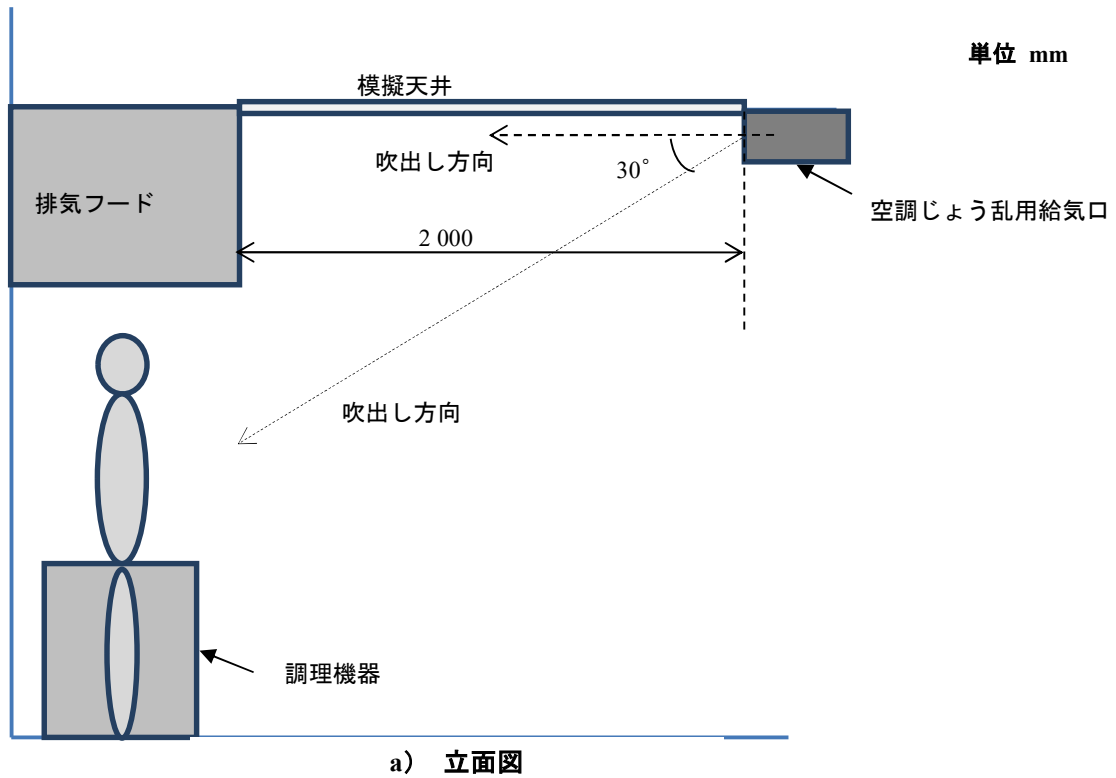 単位 mm
模擬天井
吹出し方向
30°
排気フード
空調じょう乱用給気口
2 000
吹出し方向
調理機器
a） 立面図